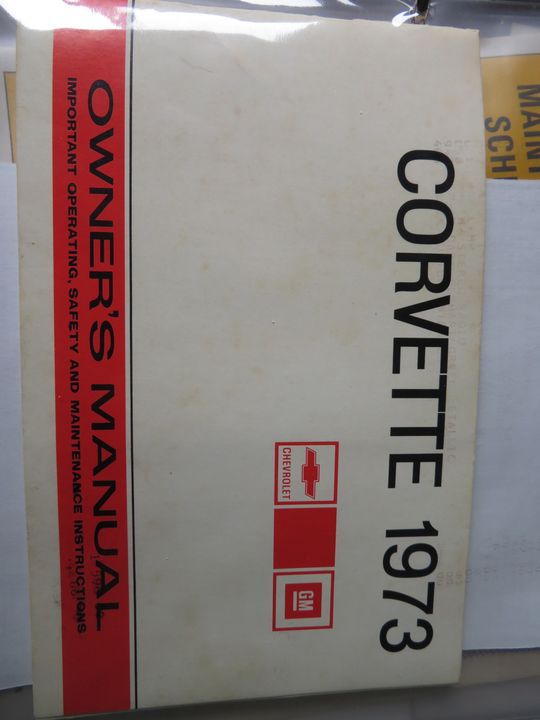 CORVETTE 1973
CHEVROLET
GM
OWNER'S MANUAL
IMPORTANT OPERATING, SAFETY AND MAINTENANCE INSTRUCTIONS